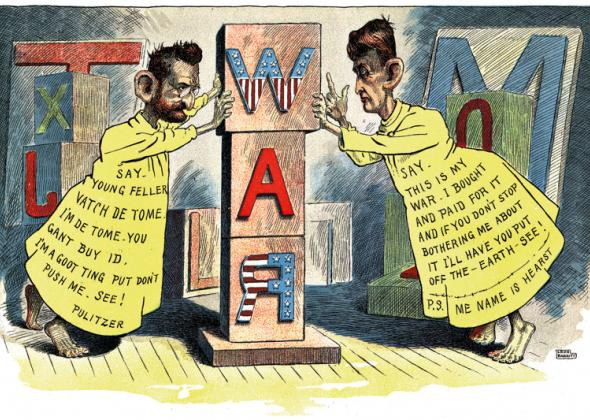 T
X
J
W
A
R
M
SAY-
YOUNG FELLER
VATCH DE TOME.
I'M DE TOME-YOU
GANT BUY ID.
I'M A GOOT TING PUT DON'T
PUSH ME. SEE!
PULITZER
SAY.
THIS IS MY
WAR. I BOUGHT
AND PAID FOR IT
AND IF YOU DON'T STOP
BOTHERING ME ABOUT
IT I'LL HAVE YOU PUT
OFF THE-EARTH-SEE!
P.S. ME NAME IS HEARST
LEON
BARRITT